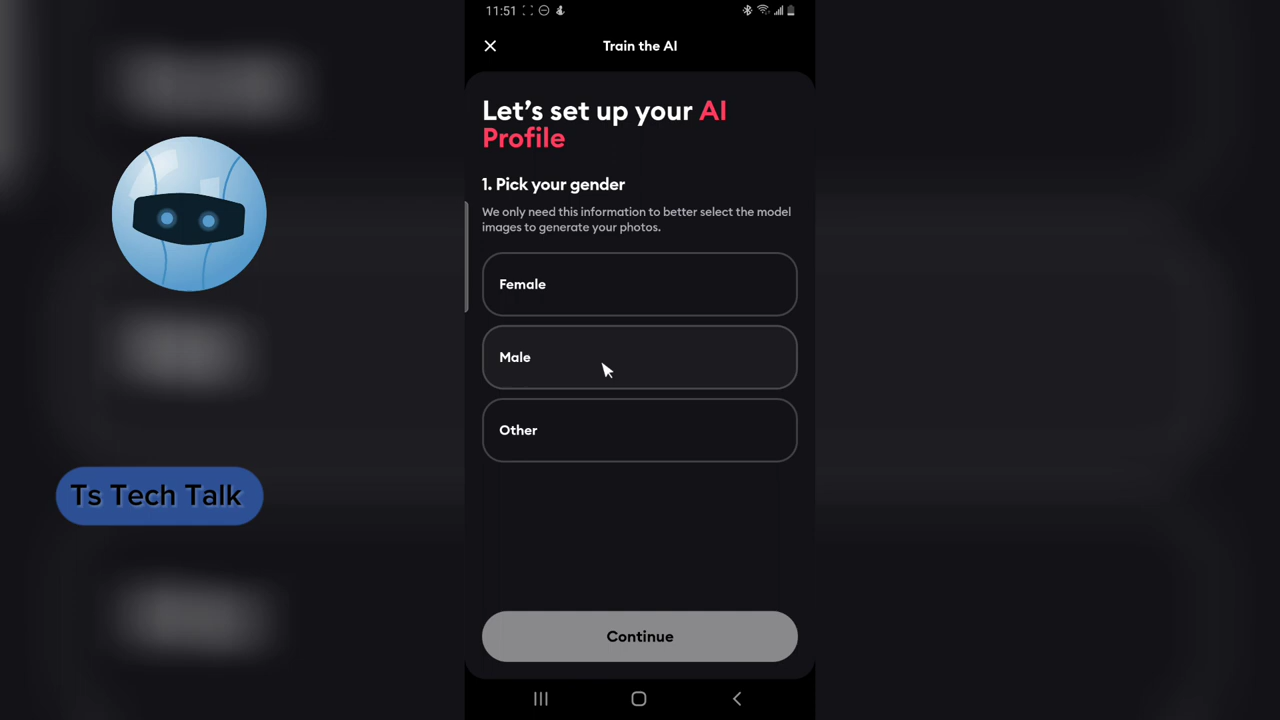 11:51
Train the AI
Let's set up your AI
Profile
1. Pick your gender
We only need this information to better select the model
images to generate your photos.
Female
Male
Other
Ts Tech Talk
Continue